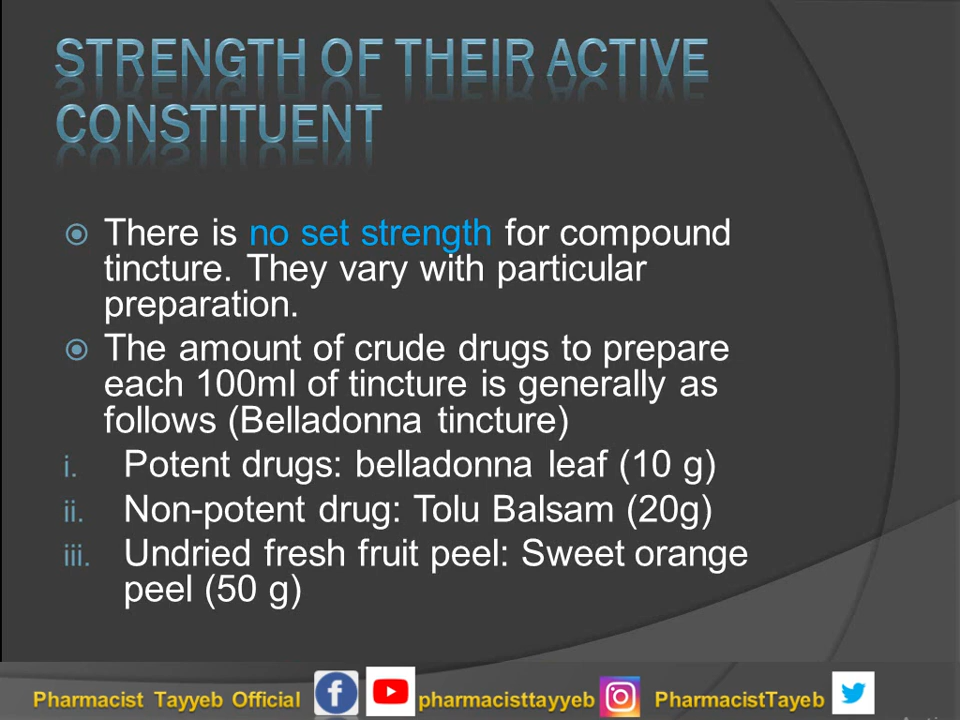 STRENGTH OF THEIR ACTIVE
CONSTITUENT
There is no set strength for compound
tincture. They vary with particular
preparation.
The amount of crude drugs to prepare
each 100ml of tincture is generally as
follows (Belladonna tincture)
i. Potent drugs: belladonna leaf (10 g)
ii. Non-potent drug: Tolu Balsam (20g)
iii. Undried fresh fruit peel: Sweet orange
peel (50 g)
Pharmacist Tayyeb Official pharmacisttayyeb PharmacistTayeb